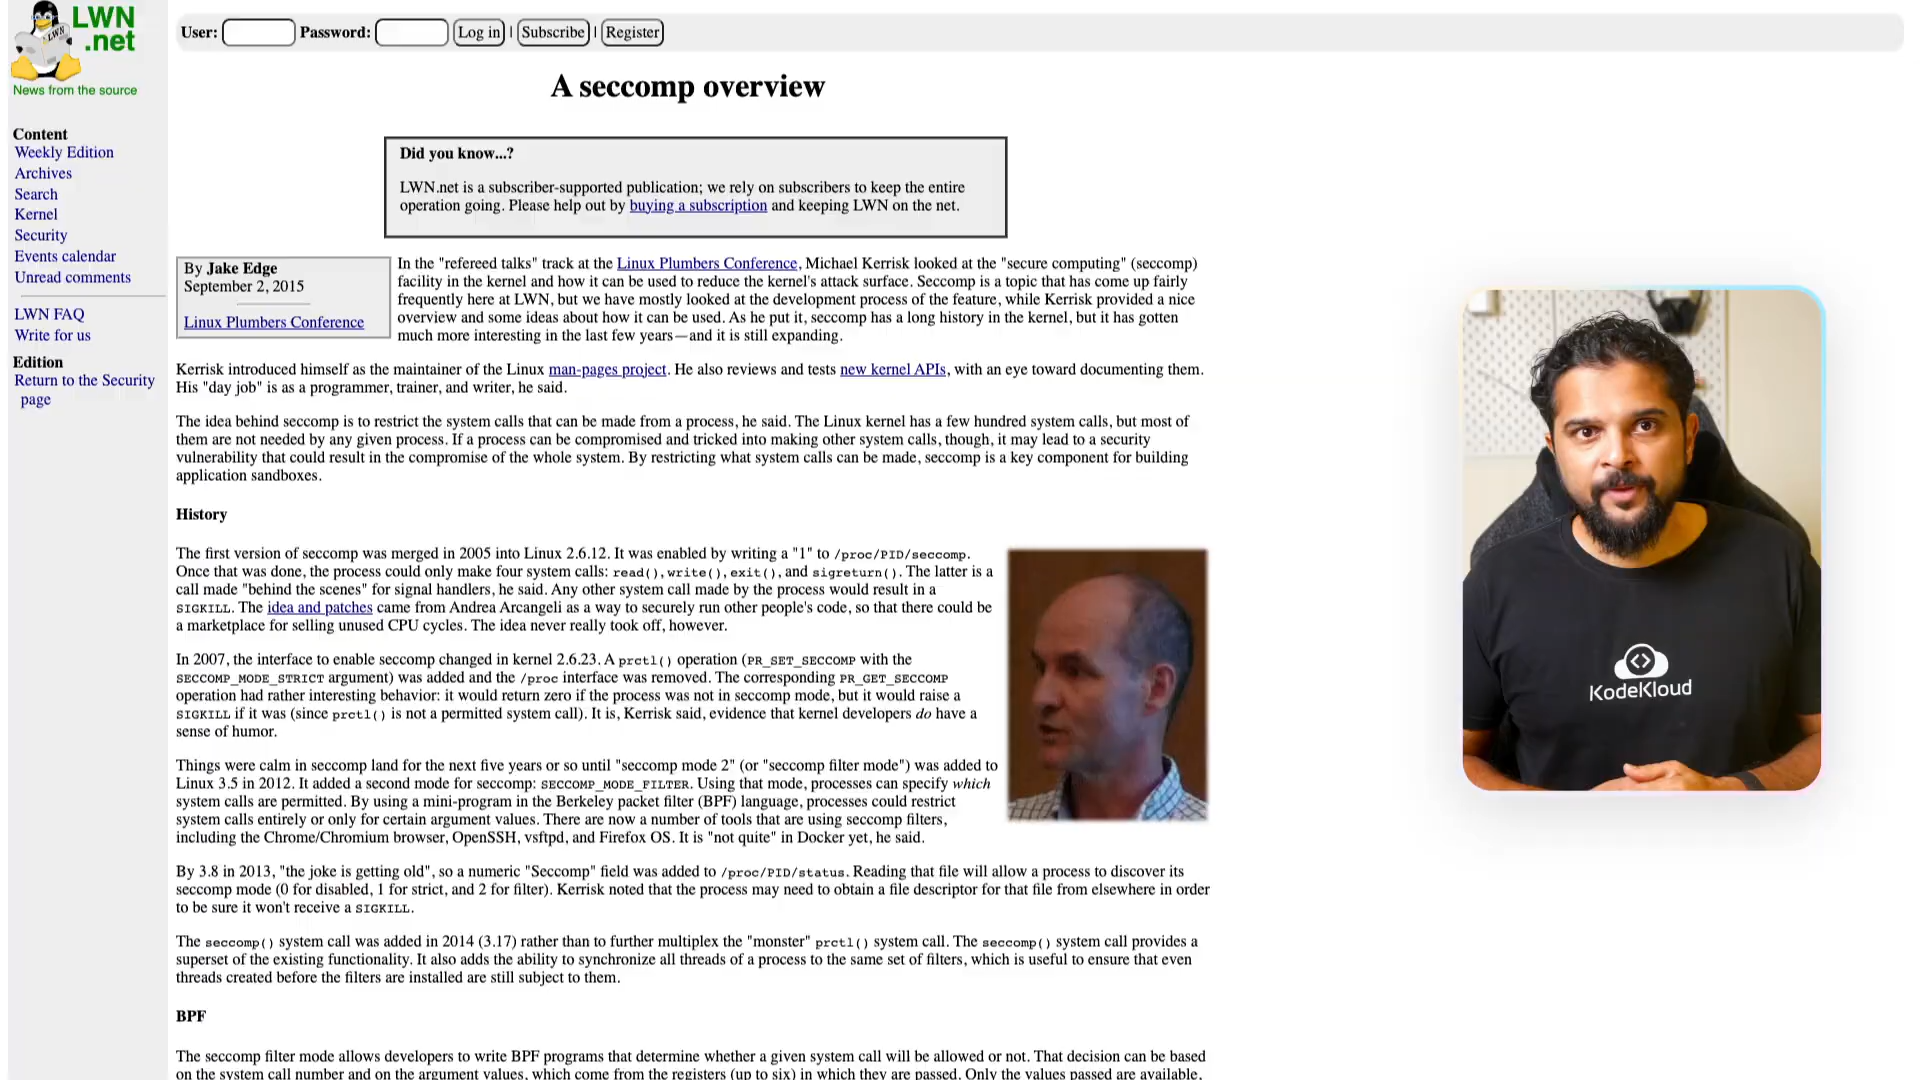 LWN
.net
News from the source
User: Password: Log in | Subscribe | Register
A seccomp overview
Content
Weekly Edition
Archives
Search
Kernel
Security
Events calendar
Unread comments
LWN FAQ
Write for us
Edition
Return to the Security
page
Did you know...?
LWN.net is a subscriber-supported publication; we rely on subscribers to keep the entire
operation going. Please help out by buying a subscription and keeping LWN on the net.
By Jake Edge
September 2, 2015
Linux Plumbers Conference
In the "refereed talks" track at the Linux Plumbers Conference, Michael Kerrisk looked at the "secure computing" (seccomp)
facility in the kernel and how it can be used to reduce the kernel's attack surface. Seccomp is a topic that has come up fairly
frequently here at LWN, but we have mostly looked at the development process of the feature, while Kerrisk provided a nice
overview and some ideas about how it can be used. As he put it, seccomp has a long history in the kernel, but it has gotten
much more interesting in the last few years—and it is still expanding.
Kerrisk introduced himself as the maintainer of the Linux man-pages project. He also reviews and tests new kernel APIs, with an eye toward documenting them.
His "day job" is as a programmer, trainer, and writer, he said.
The idea behind seccomp is to restrict the system calls that can be made from a process, he said. The Linux kernel has a few hundred system calls, but most of
them are not needed by any given process. If a process can be compromised and tricked into making other system calls, though, it may lead to a security
vulnerability that could result in the compromise of the whole system. By restricting what system calls can be made, seccomp is a key component for building
application sandboxes.
History
The first version of seccomp was merged in 2005 into Linux 2.6.12. It was enabled by writing a "1" to /proc/PID/seccomp.
Once that was done, the process could only make four system calls: read(), write(), exit(), and sigreturn(). The latter is a
call made "behind the scenes" for signal handlers, he said. Any other system call made by the process would result in a
SIGKILL. The idea and patches came from Andrea Arcangeli as a way to securely run other people's code, so that there could be
a marketplace for selling unused CPU cycles. The idea never really took off, however.
In 2007, the interface to enable seccomp changed in kernel 2.6.23. A prctl() operation (PR_SET_SECCOMP with the
SECCOMP_MODE_STRICT argument) was added and the /proc interface was removed. The corresponding PR_GET_SECCOMP
operation had rather interesting behavior: it would return zero if the process was not in seccomp mode, but it would raise a
SIGKILL if it was (since prctl() is not a permitted system call). It is, Kerrisk said, evidence that kernel developers do have a
sense of humor.
Things were calm in seccomp land for the next five years or so until "seccomp mode 2" (or "seccomp filter mode") was added to
Linux 3.5 in 2012. It added a second mode for seccomp: SECCOMP_MODE_FILTER. Using that mode, processes can specify which
system calls are permitted. By using a mini-program in the Berkeley packet filter (BPF) language, processes could restrict
system calls entirely or only for certain argument values. There are now a number of tools that are using seccomp filters,
including the Chrome/Chromium browser, OpenSSH, vsftpd, and Firefox OS. It is "not quite" in Docker yet, he said.
By 3.8 in 2013, "the joke is getting old", so a numeric "Seccomp" field was added to /proc/PID/status. Reading that file will allow a process to discover its
seccomp mode (0 for disabled, 1 for strict, and 2 for filter). Kerrisk noted that the process may need to obtain a file descriptor for that file from elsewhere in order
to be sure it won't receive a SIGKILL.
The seccomp() system call was added in 2014 (3.17) rather than to further multiplex the "monster" prctl() system call. The seccomp() system call provides a
superset of the existing functionality. It also adds the ability to synchronize all threads of a process to the same set of filters, which is useful to ensure that even
threads created before the filters are installed are still subject to them.
BPF
The seccomp filter mode allows developers to write BPF programs that determine whether a given system call will be allowed or not. That decision can be based
on the system call number and on the argument values, which come from the registers (up to six) in which they are passed. Only the values passed are available,
KodeKloud